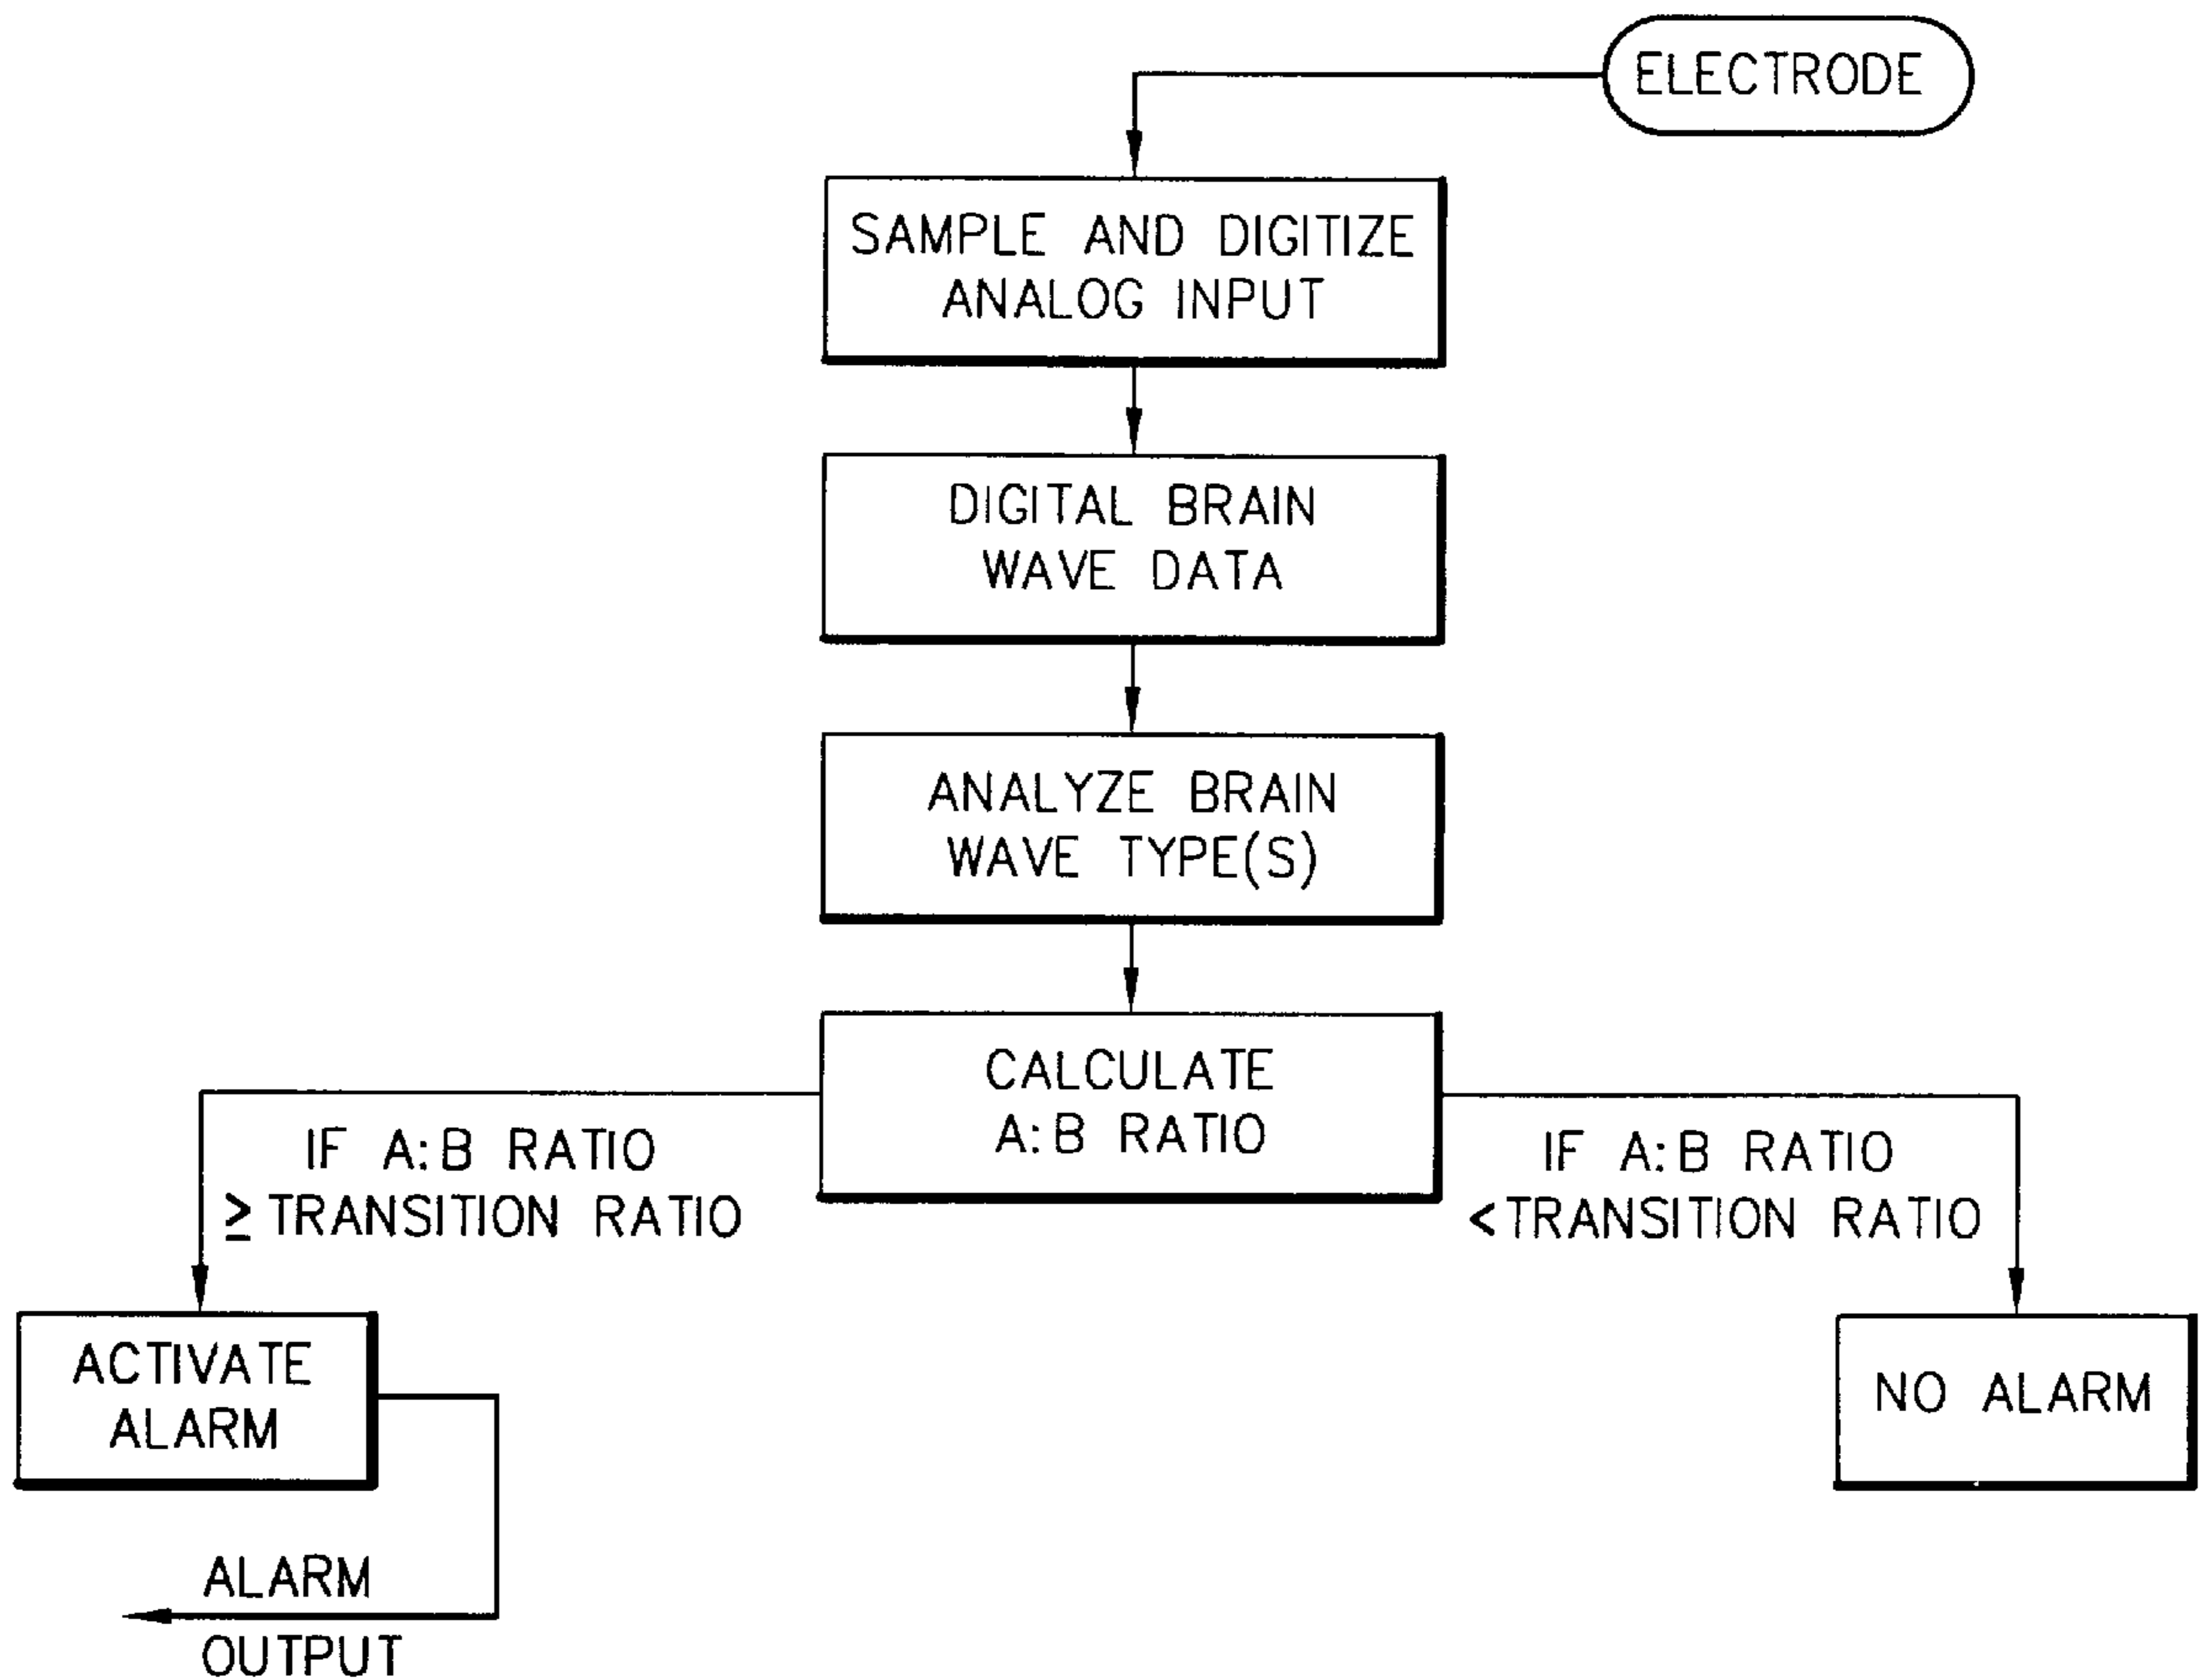 ELECTRODE
SAMPLE AND DIGITIZE
ANALOG INPUT
DIGITAL BRAIN
WAVE DATA
ANALYZE BRAIN
WAVE TYPE(S)
CALCULATE
A:B RATIO
IF A:B RATIO
≥ TRANSITION RATIO
IF A:B RATIO
< TRANSITION RATIO
ACTIVATE
ALARM
NO ALARM
ALARM
OUTPUT